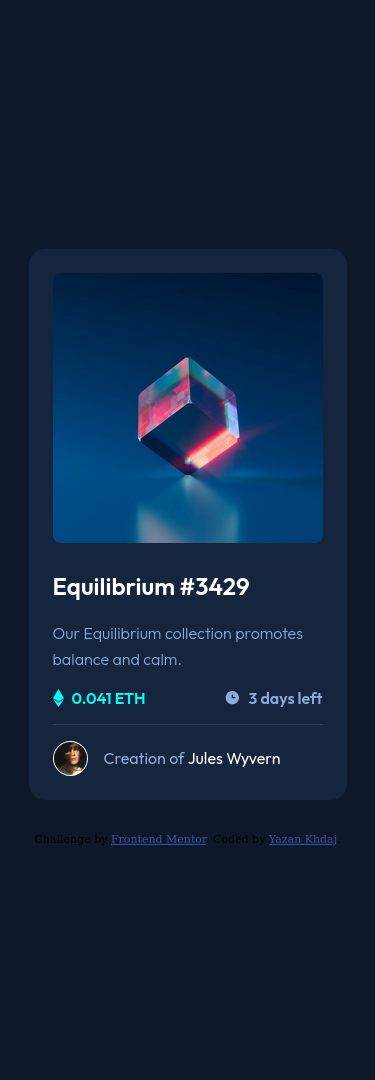 Equilibrium #3429
Our Equilibrium collection promotes
balance and calm.
0.041 ETH 3 days left
Creation of Jules Wyvern
Challenge by Frontend Mentor Coded by Yazan Khdaj